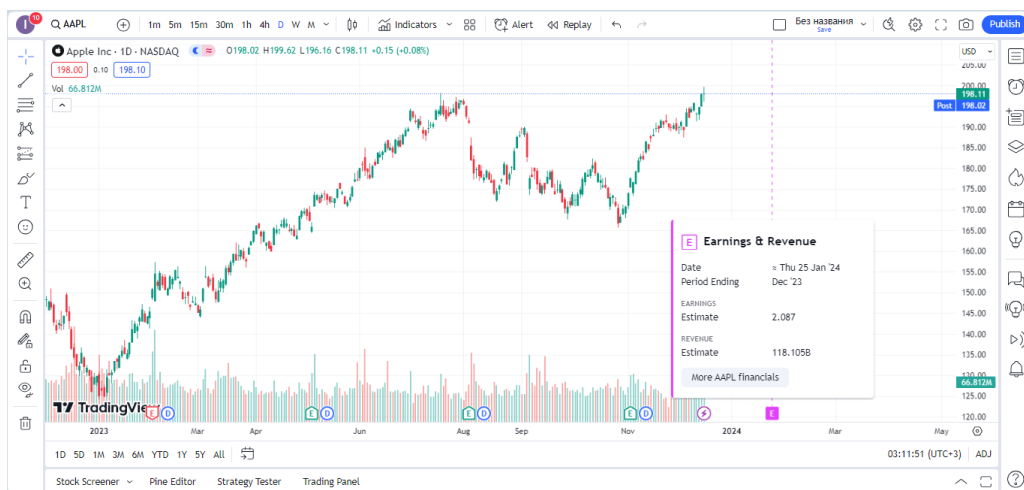 I 10 AAPL 1m 5m 15m 30m 1h 4h D W M Indicators Alert Replay Без названия Save Publish
Apple Inc · 1D · NASDAQ O198.02 H199.62 L196.16 C198.11 +0.15 (+0.08%) USD
198.00 0.10 198.10
Vol 66.812M
205.00
200.00
198.11
Post 198.02
190.00
185.00
180.00
175.00
170.00
165.00
160.00
155.00
150.00
145.00
140.00
135.00
130.00
66.812M
125.00
120.00
E Earnings & Revenue
Date ≈ Thu 25 Jan '24
Period Ending Dec '23
EARNINGS
Estimate 2.087
REVENUE
Estimate 118.105B
More AAPL financials
TradingView
E D E D E D E D E
2023 Mar Apr Jun Aug Sep Nov 2024 Mar May
1D 5D 1M 3M 6M YTD 1Y 5Y All 03:11:51 (UTC+3) ADJ
Stock Screener Pine Editor Strategy Tester Trading Panel